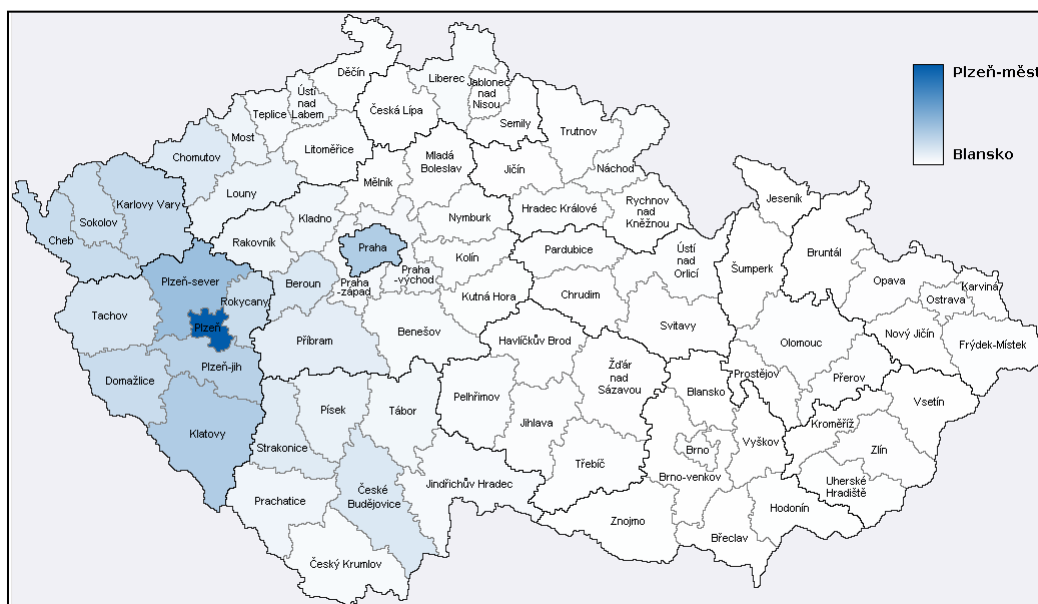 Plzeň-měst
Blansko
Děčín
Liberec
Jablonec
nad
Nisou
Ústí
nad
Labem
Teplice
Česká Lípa
Semily
Trutnov
Most
Chomutov
Litoměřice
Mladá
Boleslav
Jičín
Náchod
Mělník
Louny
Karlovy Vary
Sokolov
Cheb
Kladno
Nymburk
Hradec Králové
Rychnov
nad
Kněžnou
Jeseník
Rakovník
Praha
Kolín
Pardubice
Ústí
nad
Orlicí
Šumperk
Bruntál
Plzeň-sever
Rokycany
Beroun
Praha
-západ
Praha
-východ
Kutná Hora
Chrudim
Opava
Karviná
Ostrava
Tachov
Plzeň
Příbram
Benešov
Havlíčkův Brod
Svitavy
Olomouc
Nový Jičín
Frýdek-Místek
Plzeň-jih
Domažlice
Žďár
nad
Sázavou
Prostějov
Přerov
Klatovy
Strakonice
Písek
Tábor
Pelhřimov
Jihlava
Blansko
Vsetín
Kroměříž
Vyškov
Zlín
Brno
Třebíč
Brno-venkov
Uherské
Hradiště
Prachatice
České
Budějovice
Jindřichův Hradec
Hodonín
Znojmo
Břeclav
Český Krumlov